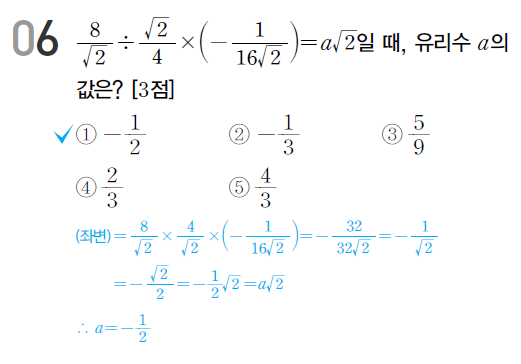 06 8/√2 ÷ √2/4 × (− 1/16√2) = a√2일 때, 유리수 a의
값은? [3점]
✓① − 1/2 ② − 1/3 ③ 5/9
④ 2/3 ⑤ 4/3
(좌변) = 8/√2 × 4/√2 × (− 1/16√2) = − 32/32√2 = − 1/√2
= − √2/2 = − 1/2 √2 = a√2
∴ a = − 1/2